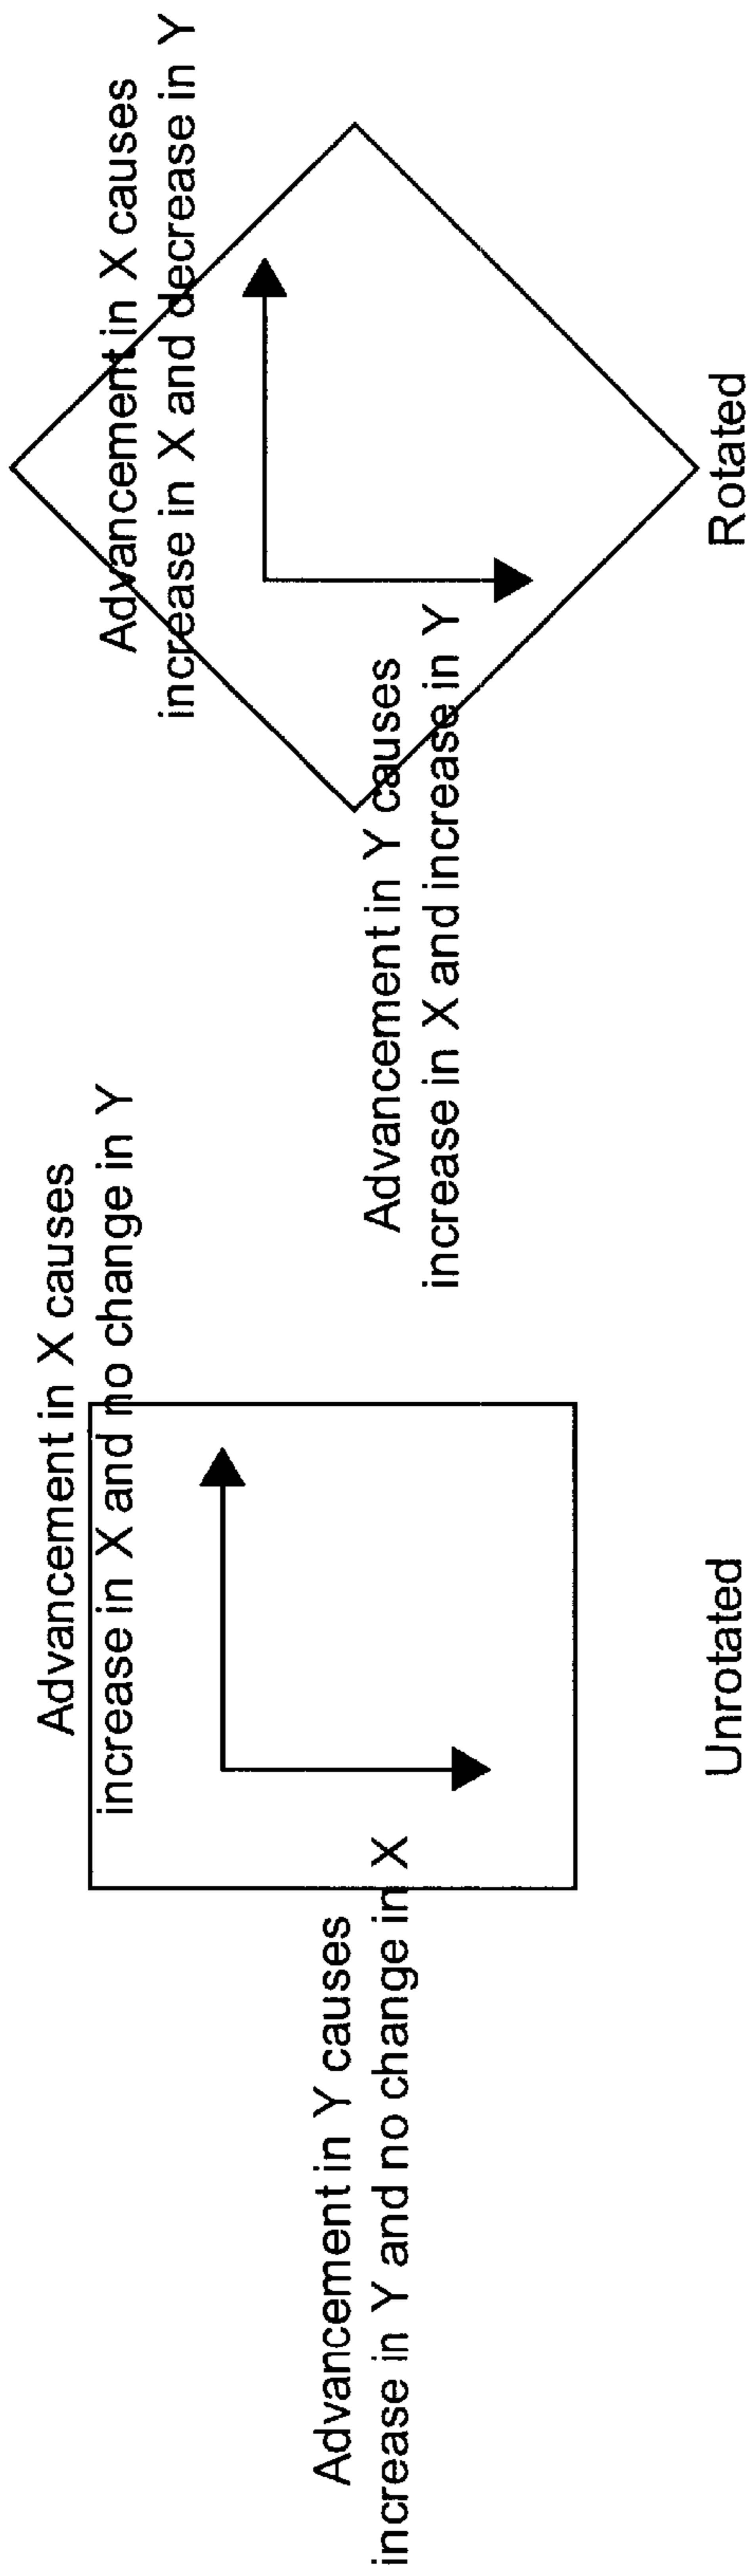 Advancement in X causes
increase in X and no change in Y
Advancement in Y causes
increase in Y and no change in X
Unrotated
Advancement in X causes
increase in X and decrease in Y
Advancement in Y causes
increase in X and increase in Y
Rotated